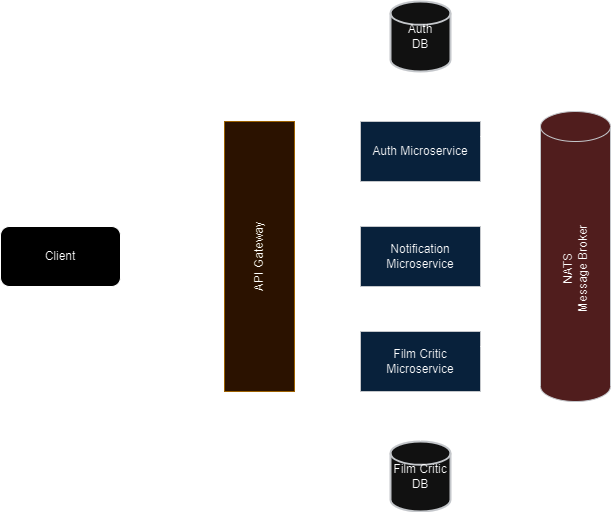 Auth
DB
Auth Microservice
Client
API Gateway
Notification
Microservice
NATS
Message Broker
Film Critic
Microservice
Film Critic
DB